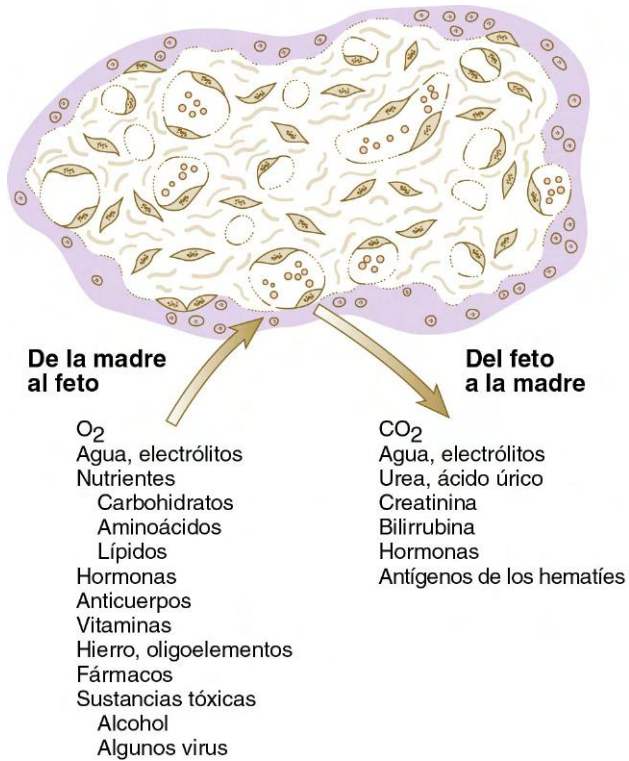 De la madre
al feto
O2
Agua, electrólitos
Nutrientes
Carbohidratos
Aminoácidos
Lípidos
Hormonas
Anticuerpos
Vitaminas
Hierro, oligoelementos
Fármacos
Sustancias tóxicas
Alcohol
Algunos virus
Del feto
a la madre
CO2
Agua, electrólitos
Urea, ácido úrico
Creatinina
Bilirrubina
Hormonas
Antígenos de los hematíes